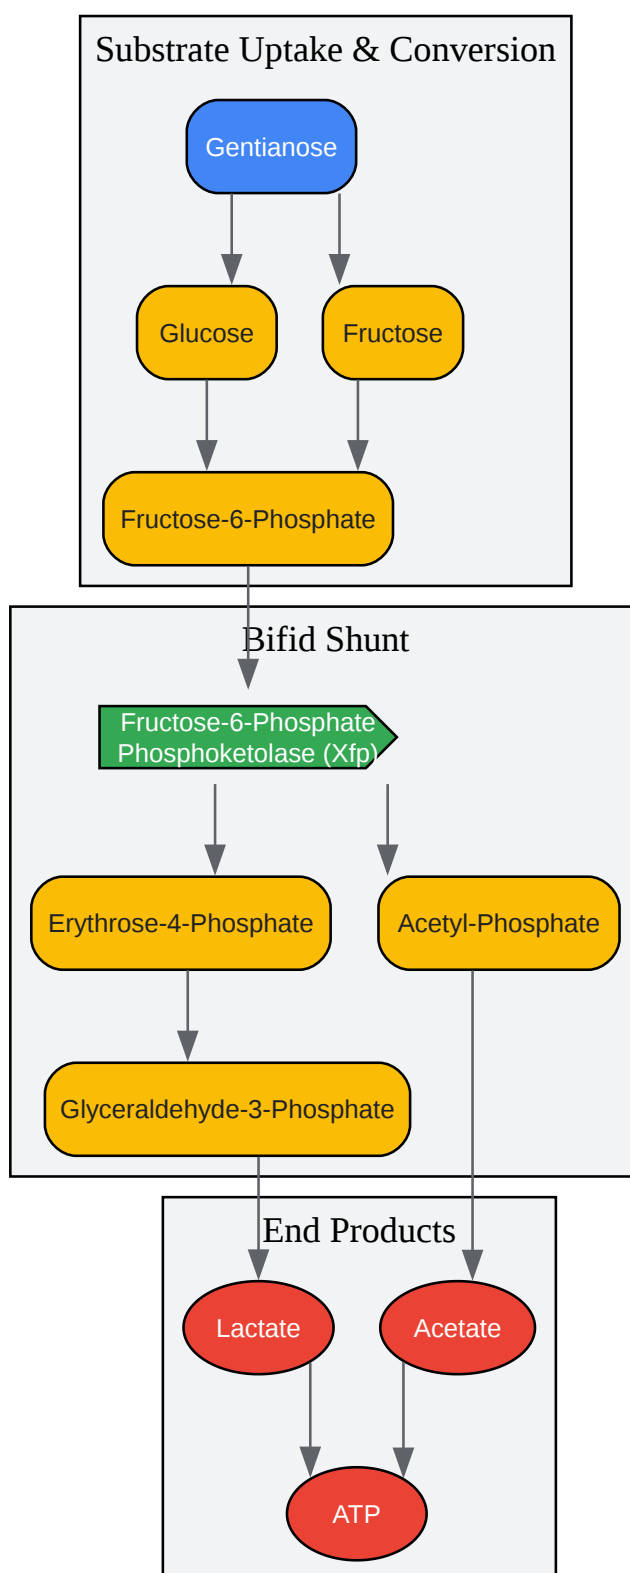 Substrate Uptake & Conversion
Gentianose
Glucose
Fructose
Fructose-6-Phosphate
Bifid Shunt
Fructose-6-Phosphate
Phosphoketolase (Xfp)
Erythrose-4-Phosphate
Acetyl-Phosphate
Glyceraldehyde-3-Phosphate
End Products
Lactate
Acetate
ATP